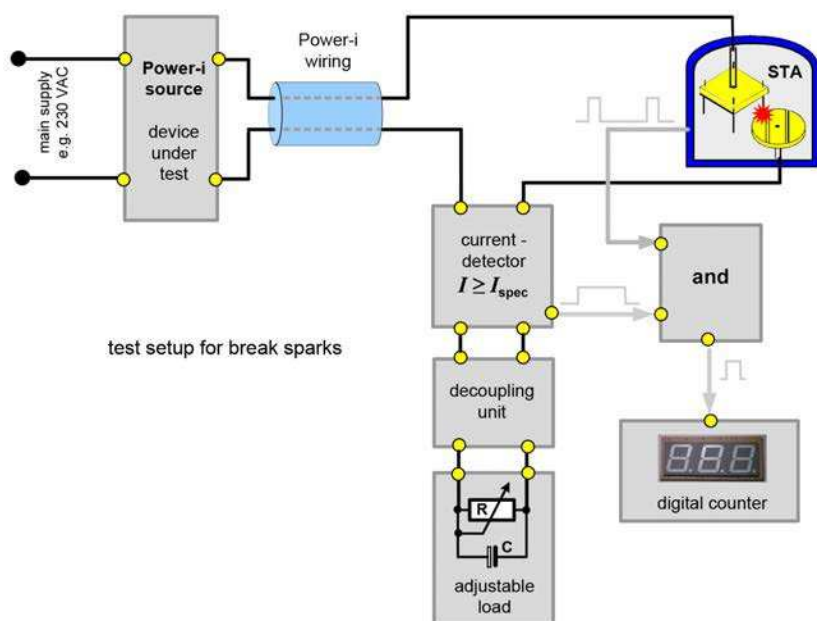 main supply
e.g. 230 VAC
Power-i
source
device
under
test
Power-i
wiring
STA
current -
detector
I ≥ Ispec
and
test setup for break sparks
decoupling
unit
8.8.8.
digital counter
R
C
adjustable
load